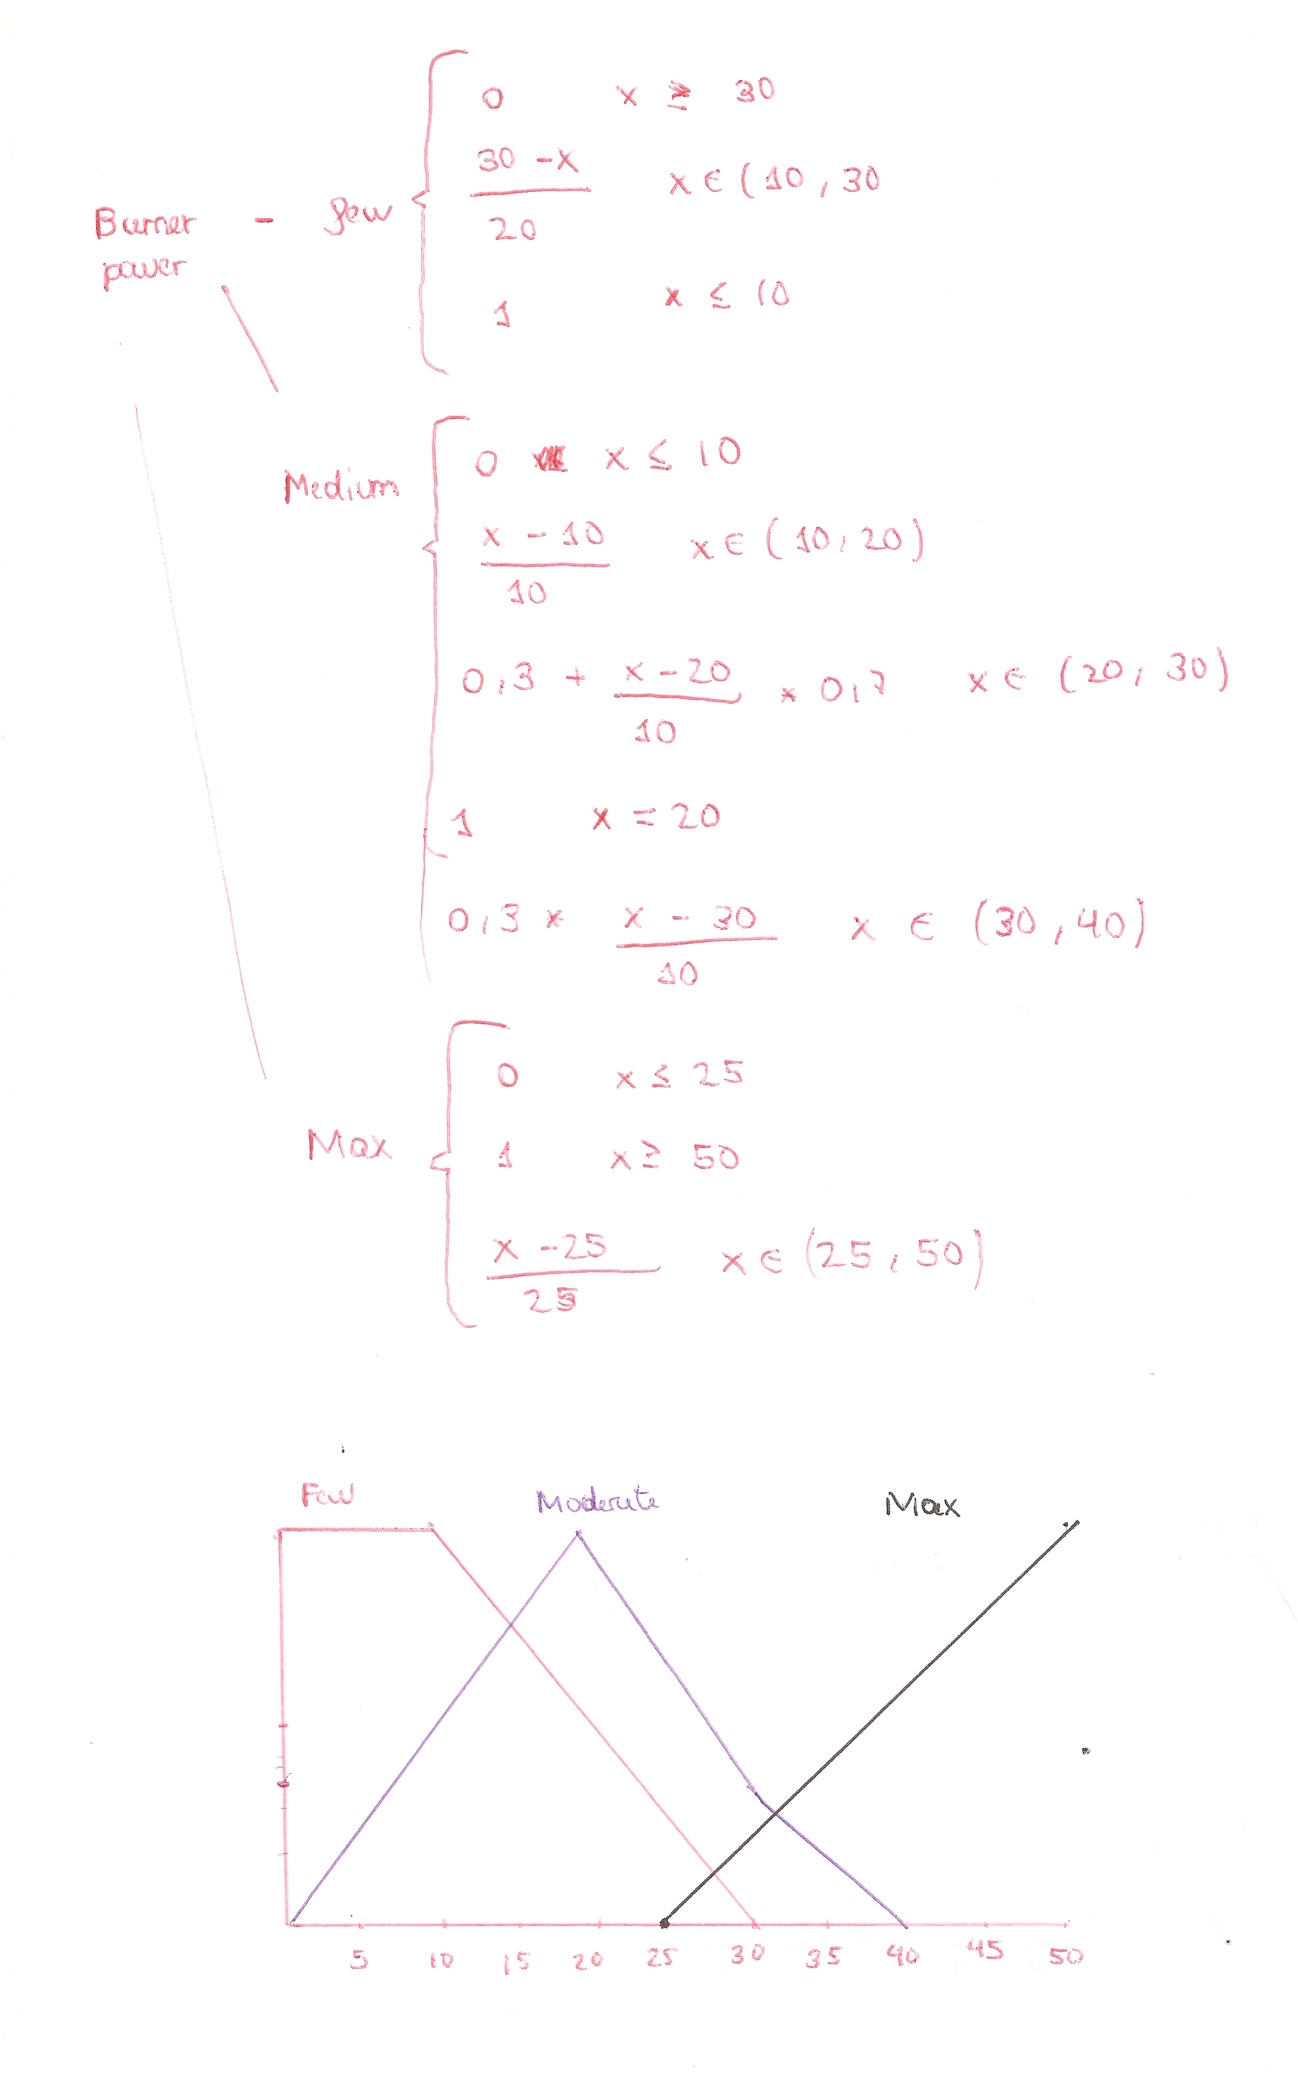 0 x ≥ 30
30 - x
x ∈ (10, 30
20
Burner power - few
1 x ≤ 10
Medium
0 x ≤ 10
x - 10
x ∈ (10, 20)
10
0,3 + x - 20 × 0,7 x ∈ (20, 30)
10
1 x = 20
0,3 * x - 30 x ∈ (30, 40)
10
Max
0 x ≤ 25
1 x ≥ 50
x - 25
x ∈ (25, 50)
25
Few Moderate Max
5 10 15 20 25 30 35 40 45 50